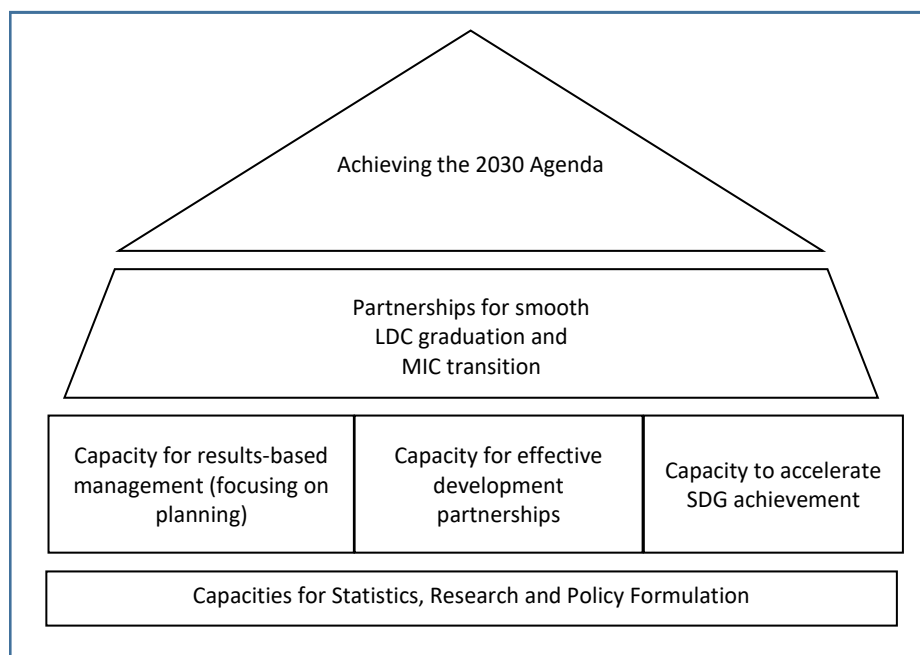 Achieving the 2030 Agenda
Partnerships for smooth
LDC graduation and
MIC transition
Capacity for results-based
management (focusing on
planning)
Capacity for effective
development
partnerships
Capacity to accelerate
SDG achievement
Capacities for Statistics, Research and Policy Formulation